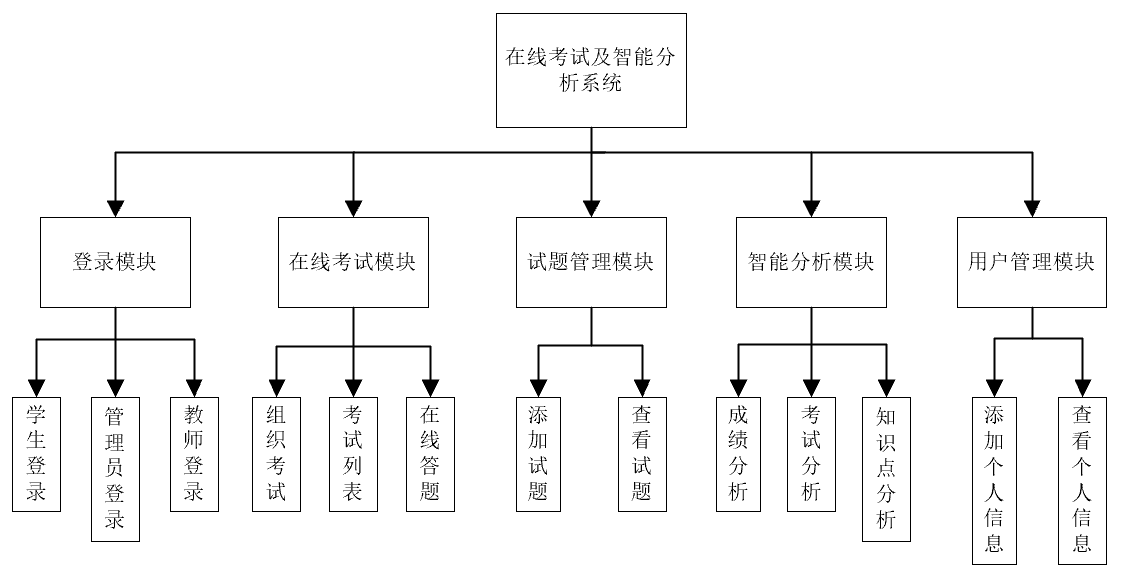 在线考试及智能分
析系统
登录模块
在线考试模块
试题管理模块
智能分析模块
用户管理模块
学生登录
管理员登录
教师登录
组织考试
考试列表
在线答题
添加试题
查看试题
成绩分析
考试分析
知识点分析
添加个人信息
查看个人信息